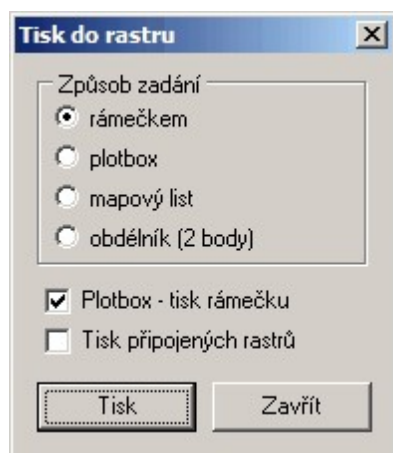 Tisk do rastru
Způsob zadání
rámečkem
plotbox
mapový list
obdélník (2 body)
Plotbox - tisk rámečku
Tisk připojených rastrů
Tisk
Zavřít